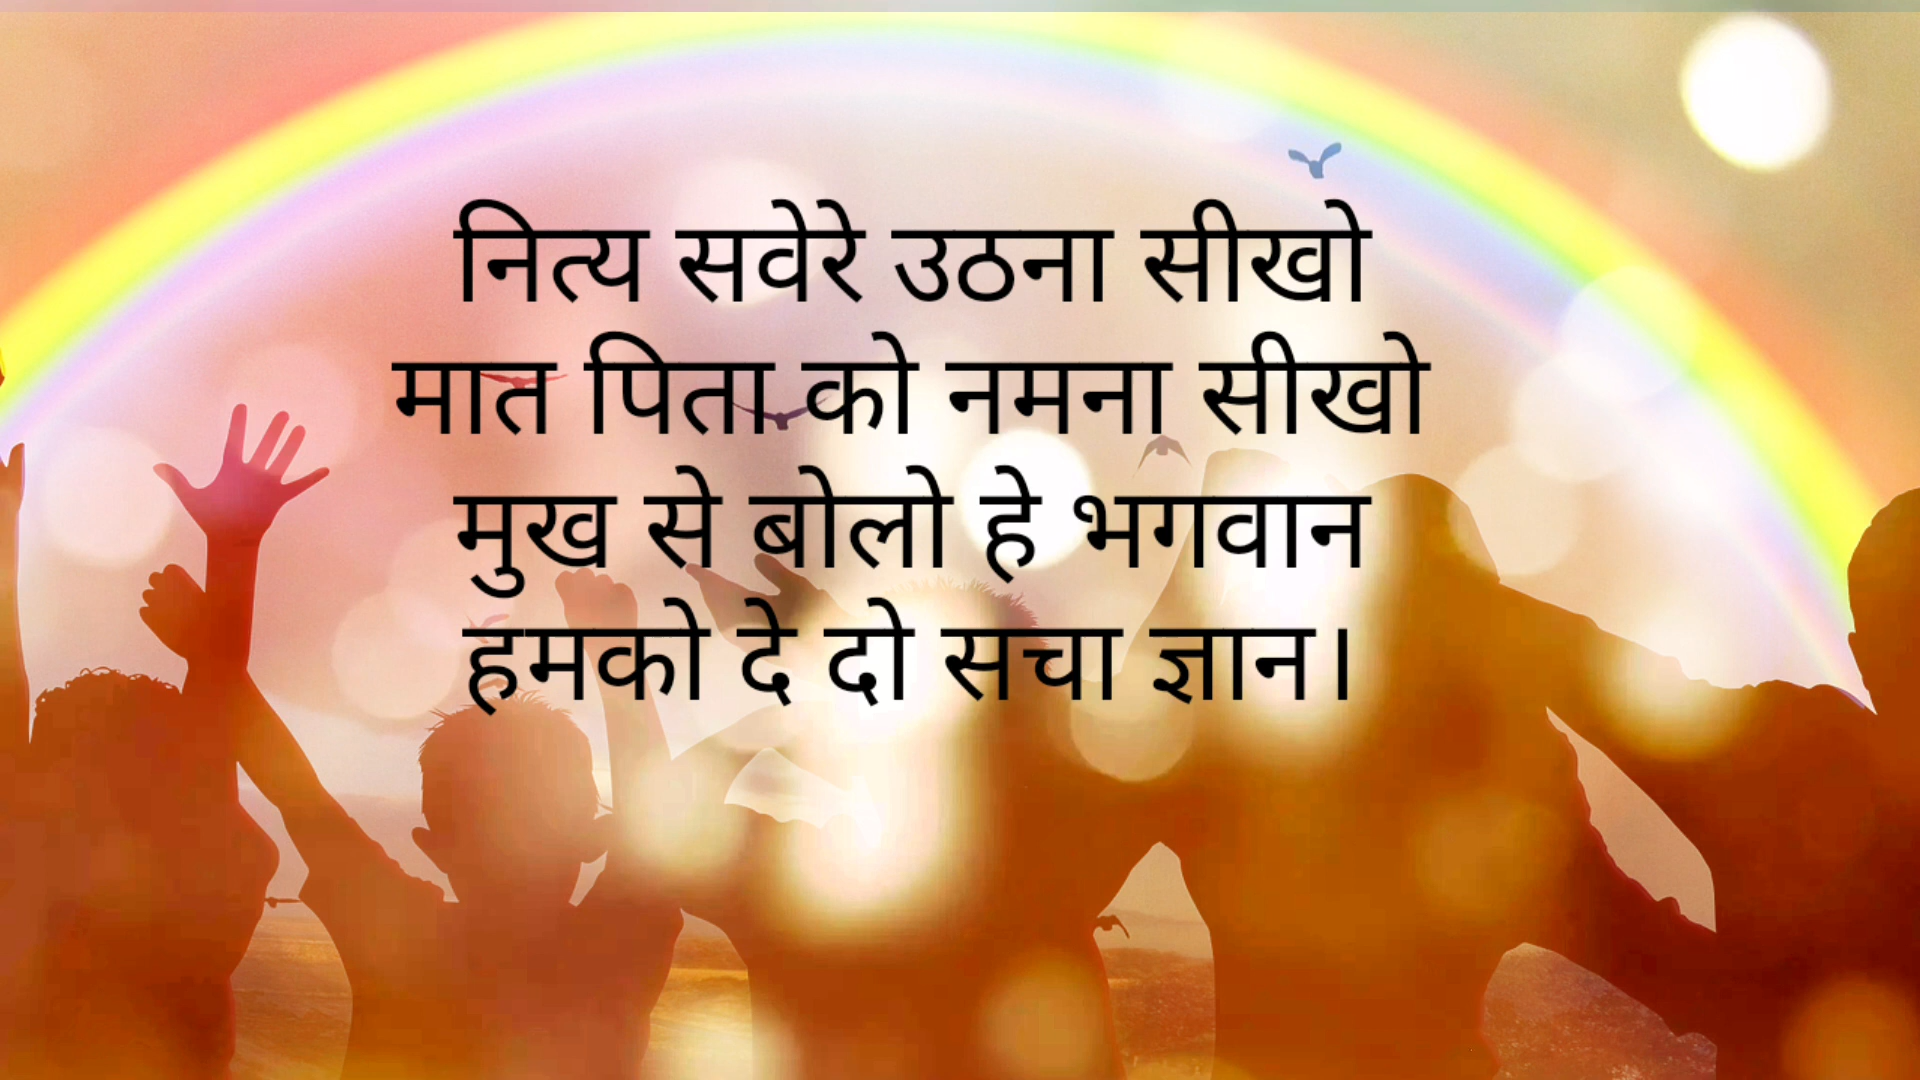 नित्य सवेरे उठना सीखो
मात पिता को नमना सीखो
मुख से बोलो हे भगवान
हमको दे दो सचा ज्ञान।